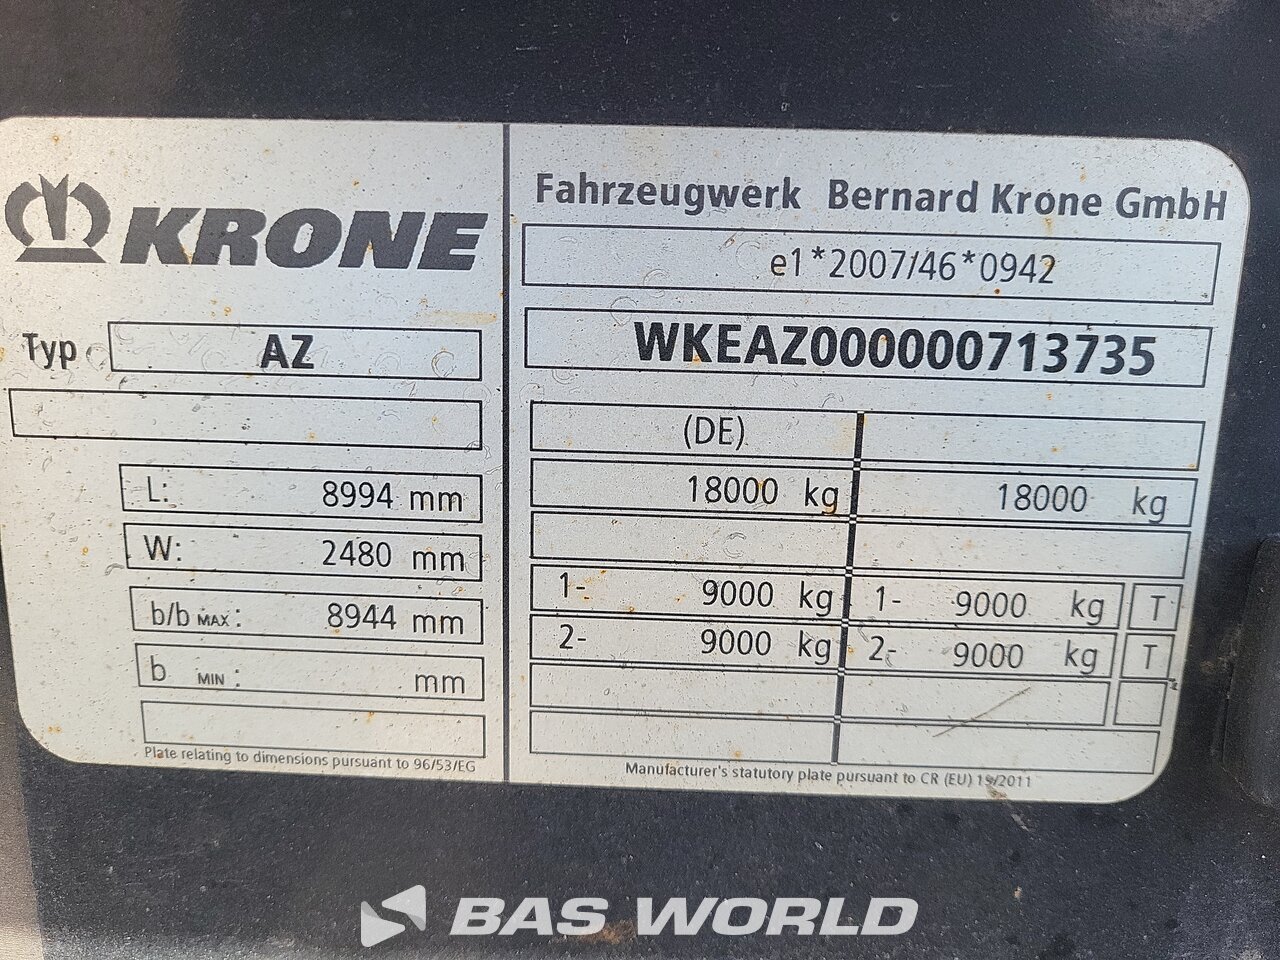 KRONE
Typ AZ
L: 8994 mm
W: 2480 mm
b/b MAX: 8944 mm
b MIN: mm
Plate relating to dimensions pursuant to 96/53/EG
Fahrzeugwerk Bernard Krone GmbH
e1*2007/46*0942
WKEAZ000000713735
(DE)
18000 kg 18000 kg
1- 9000 kg 1- 9000 kg T
2- 9000 kg 2- 9000 kg T
Manufacturer's statutory plate pursuant to CR (EU) 19/2011
BAS WORLD